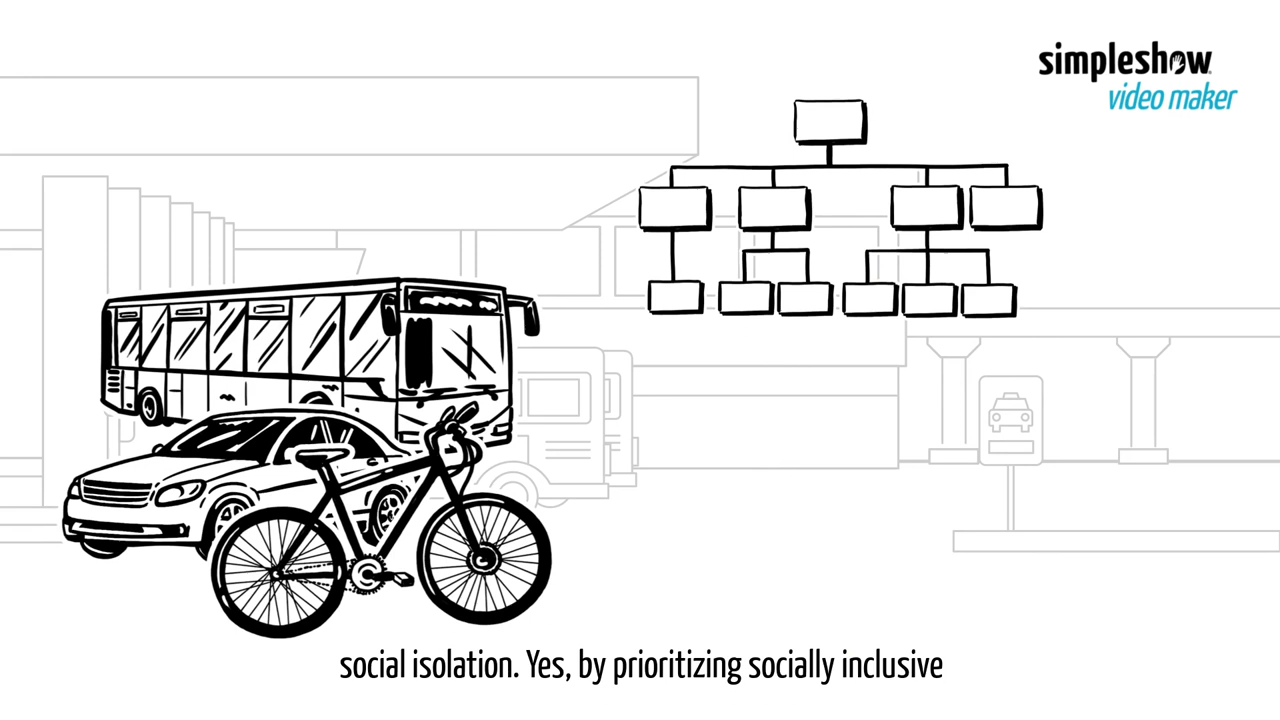 simpleshow
video maker
social isolation. Yes, by prioritizing socially inclusive